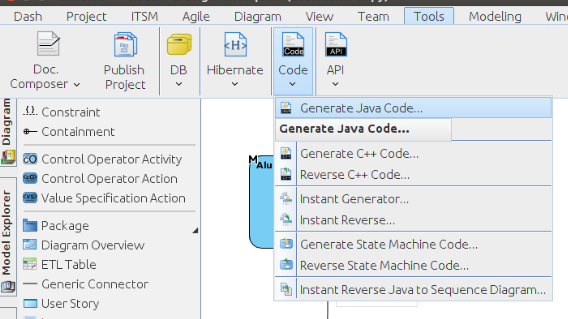 Dash Project ITSM Agile Diagram View Team Tools Modeling Win
Doc.
Composer
Publish
Project
DB
Hibernate
Code
API
Diagram
Model Explorer
Constraint
Containment
Control Operator Activity
Control Operator Action
Value Specification Action
Package
Diagram Overview
ETL Table
Generic Connector
User Story
Alu
Generate Java Code...
Generate Java Code...
Generate C++ Code...
Reverse C++ Code...
Instant Generator...
Instant Reverse...
Generate State Machine Code...
Reverse State Machine Code...
Instant Reverse Java to Sequence Diagram...